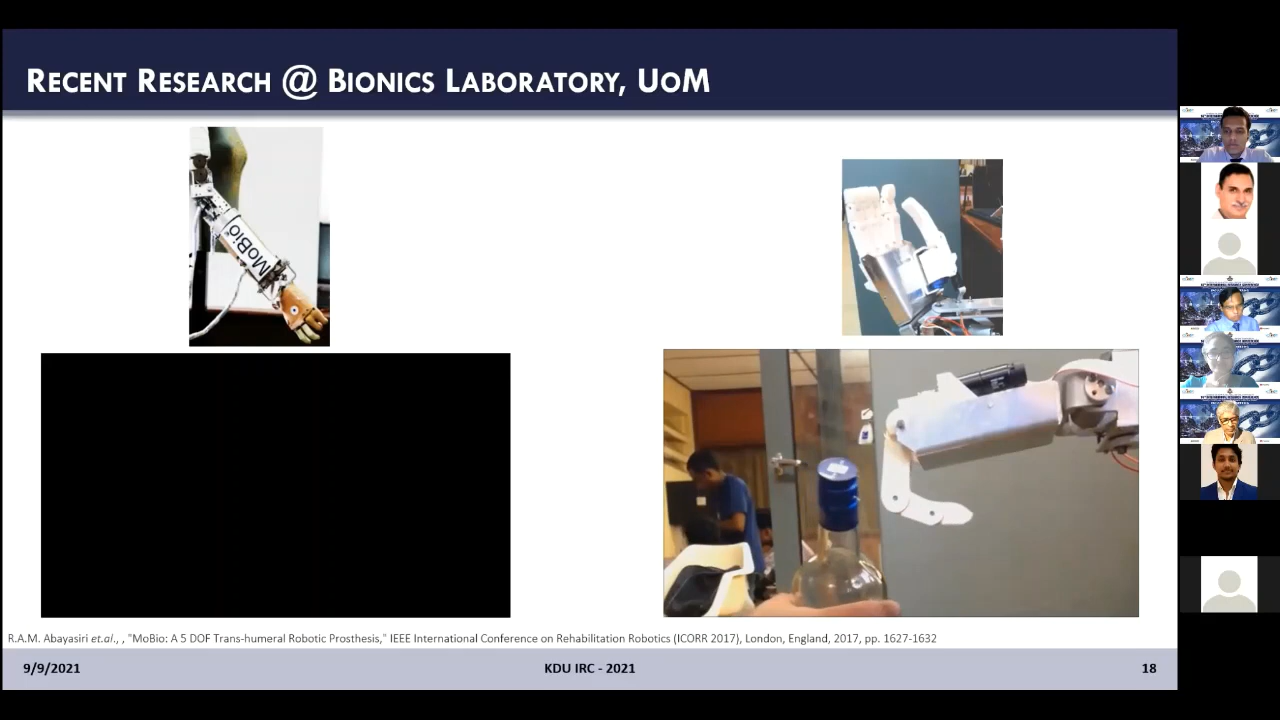 RECENT RESEARCH @ BIONICS LABORATORY, UOM
MoBio
R.A.M. Abayasiri et.al., , "MoBio: A 5 DOF Trans-humeral Robotic Prosthesis," IEEE International Conference on Rehabilitation Robotics (ICORR 2017), London, England, 2017, pp. 1627-1632
9/9/2021
KDU IRC - 2021
18